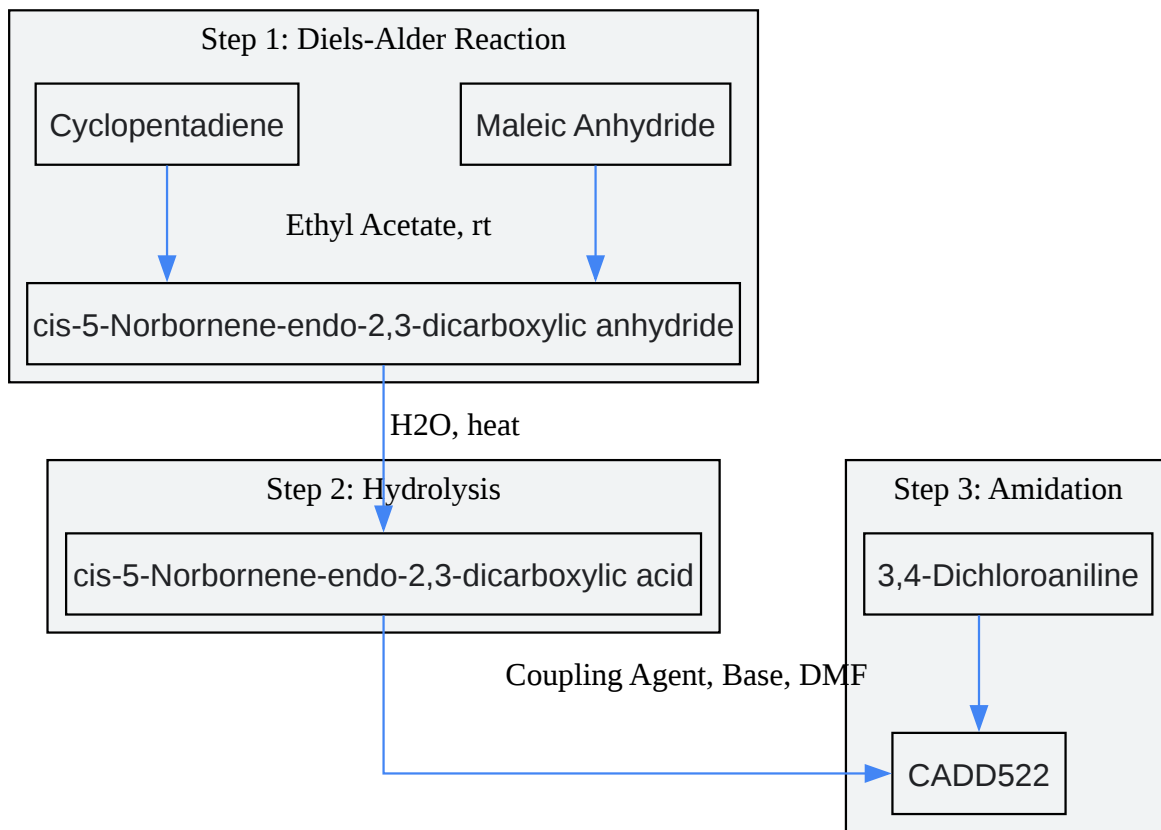 Step 1: Diels-Alder Reaction
Cyclopentadiene
Maleic Anhydride
Ethyl Acetate, rt
cis-5-Norbornene-endo-2,3-dicarboxylic anhydride
H2O, heat
Step 2: Hydrolysis
Step 3: Amidation
cis-5-Norbornene-endo-2,3-dicarboxylic acid
3,4-Dichloroaniline
Coupling Agent, Base, DMF
CADD522